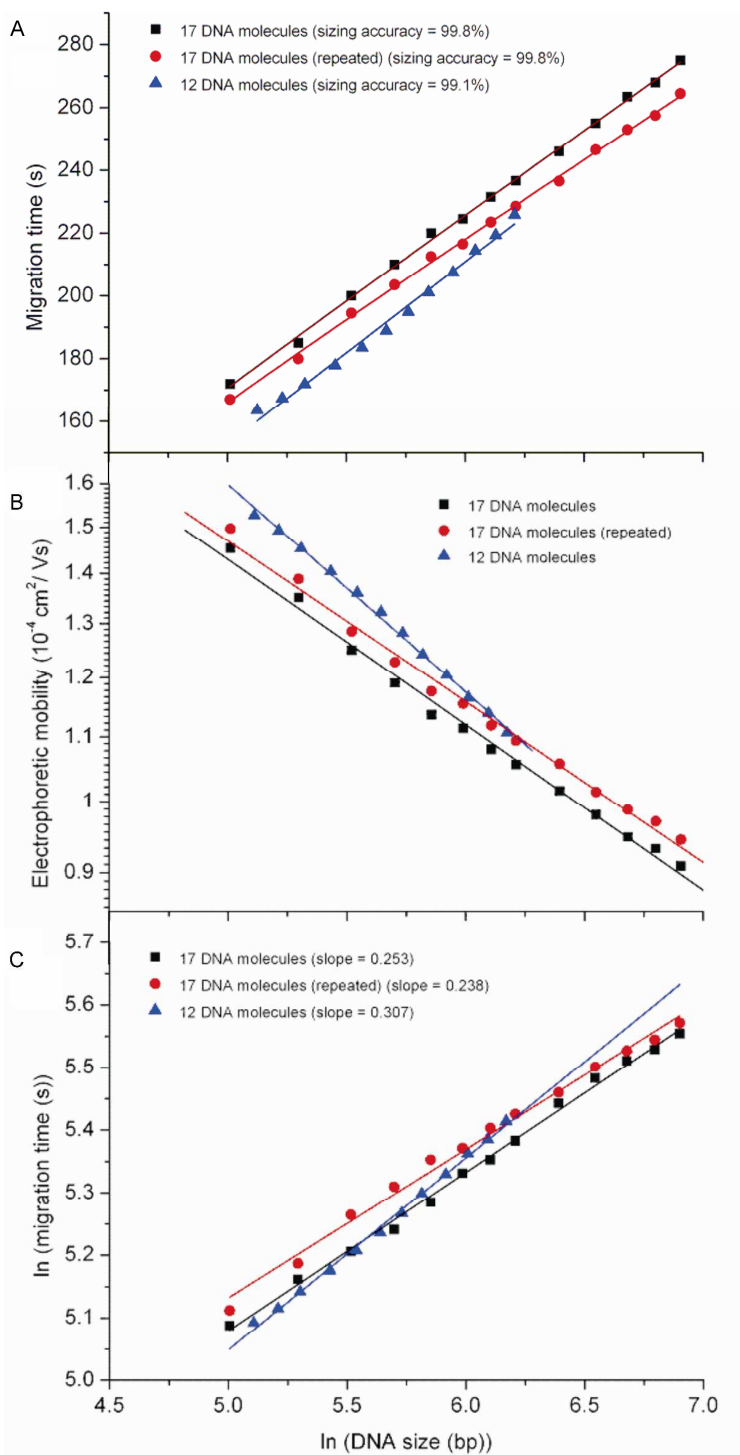 A
17 DNA molecules (sizing accuracy = 99.8%)
17 DNA molecules (repeated) (sizing accuracy = 99.8%)
12 DNA molecules (sizing accuracy = 99.1%)
Migration time (s)
280
260
240
220
200
180
160
B
17 DNA molecules
17 DNA molecules (repeated)
12 DNA molecules
Electrophoretic mobility (10⁻⁴ cm²/ Vs)
1.6
1.5
1.4
1.3
1.2
1.1
1
0.9
C
17 DNA molecules (slope = 0.253)
17 DNA molecules (repeated) (slope = 0.238)
12 DNA molecules (slope = 0.307)
ln (migration time (s))
5.7
5.6
5.5
5.4
5.3
5.2
5.1
5.0
4.5 5.0 5.5 6.0 6.5 7.0
ln (DNA size (bp))